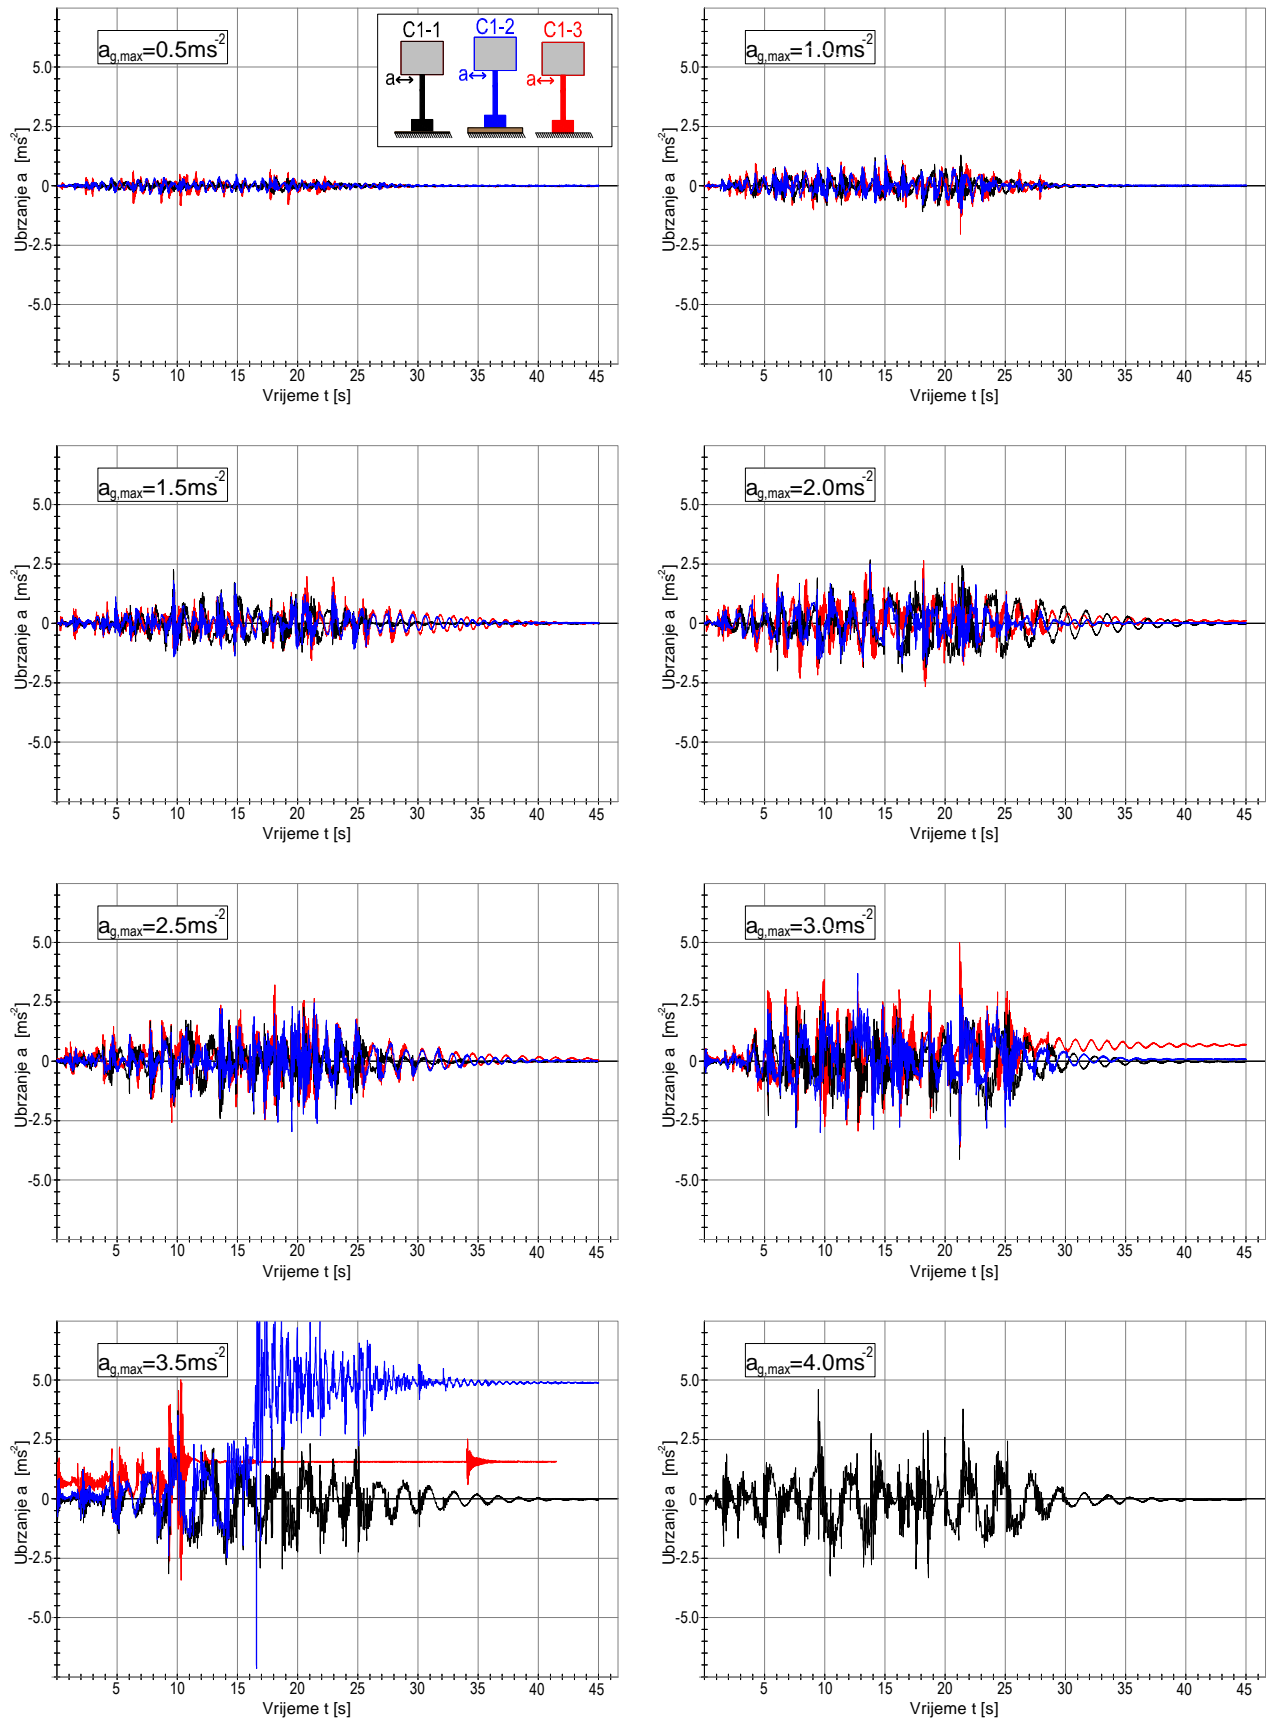 a_g,max=0.5ms^-2
C1-1 C1-2 C1-3
a a a
Ubrzanje a [ms^-2]
5.0
2.5
0
-2.5
-5.0
5 10 15 20 25 30 35 40 45
Vrijeme t [s]
a_g,max=1.0ms^-2
Ubrzanje a [ms^-2]
5.0
2.5
0
-2.5
-5.0
5 10 15 20 25 30 35 40 45
Vrijeme t [s]
a_g,max=1.5ms^-2
Ubrzanje a [ms^-2]
5.0
2.5
0
-2.5
-5.0
5 10 15 20 25 30 35 40 45
Vrijeme t [s]
a_g,max=2.0ms^-2
Ubrzanje a [ms^-2]
5.0
2.5
0
-2.5
-5.0
5 10 15 20 25 30 35 40 45
Vrijeme t [s]
a_g,max=2.5ms^-2
Ubrzanje a [ms^-2]
5.0
2.5
0
-2.5
-5.0
5 10 15 20 25 30 35 40 45
Vrijeme t [s]
a_g,max=3.0ms^-2
Ubrzanje a [ms^-2]
5.0
2.5
0
-2.5
-5.0
5 10 15 20 25 30 35 40 45
Vrijeme t [s]
a_g,max=3.5ms^-2
Ubrzanje a [ms^-2]
5.0
2.5
0
-2.5
-5.0
5 10 15 20 25 30 35 40 45
Vrijeme t [s]
a_g,max=4.0ms^-2
Ubrzanje a [ms^-2]
5.0
2.5
0
-2.5
-5.0
5 10 15 20 25 30 35 40 45
Vrijeme t [s]